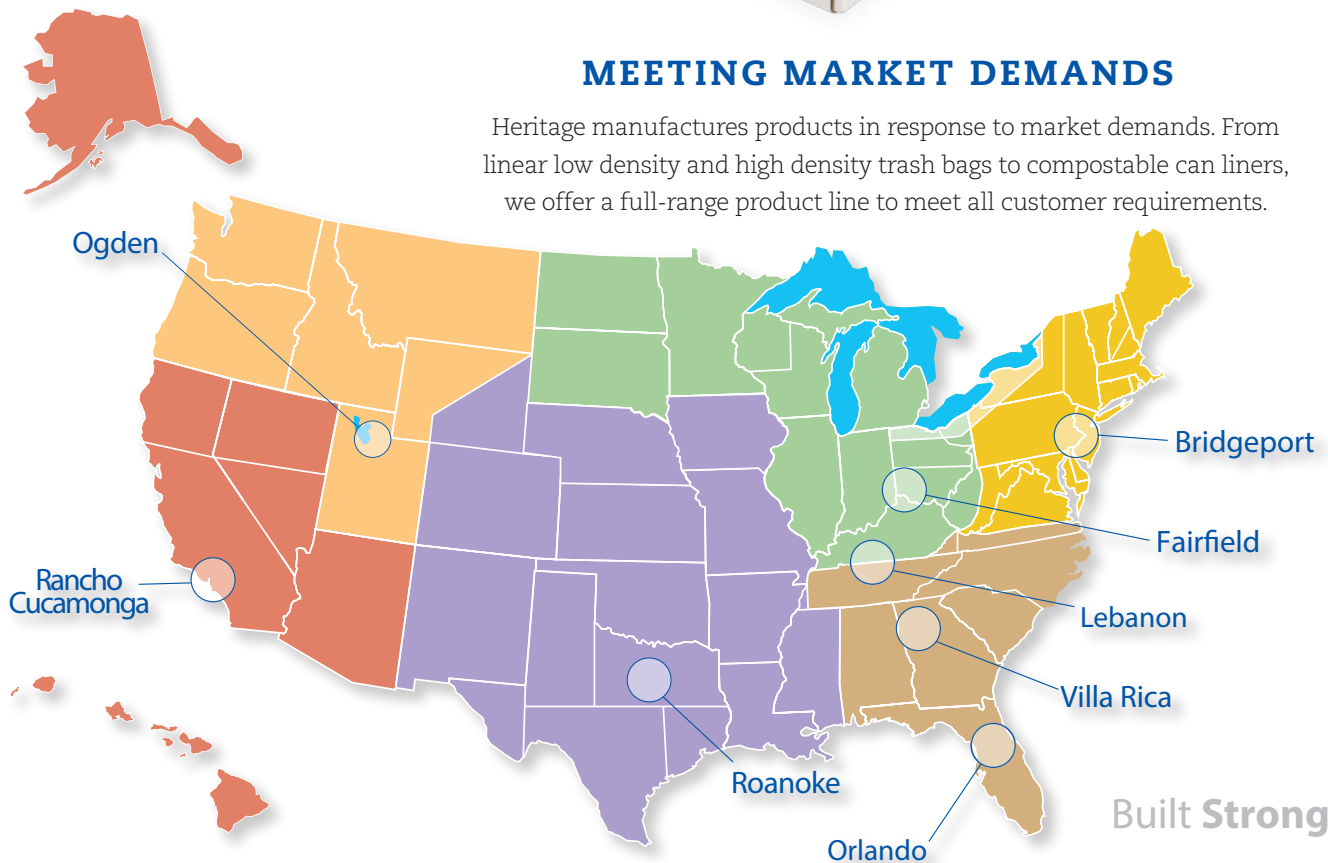 MEETING MARKET DEMANDS
Heritage manufactures products in response to market demands. From
linear low density and high density trash bags to compostable can liners,
we offer a full-range product line to meet all customer requirements.
Ogden
Bridgeport
Fairfield
Rancho
Cucamonga
Lebanon
Villa Rica
Roanoke
Orlando
Built Strong